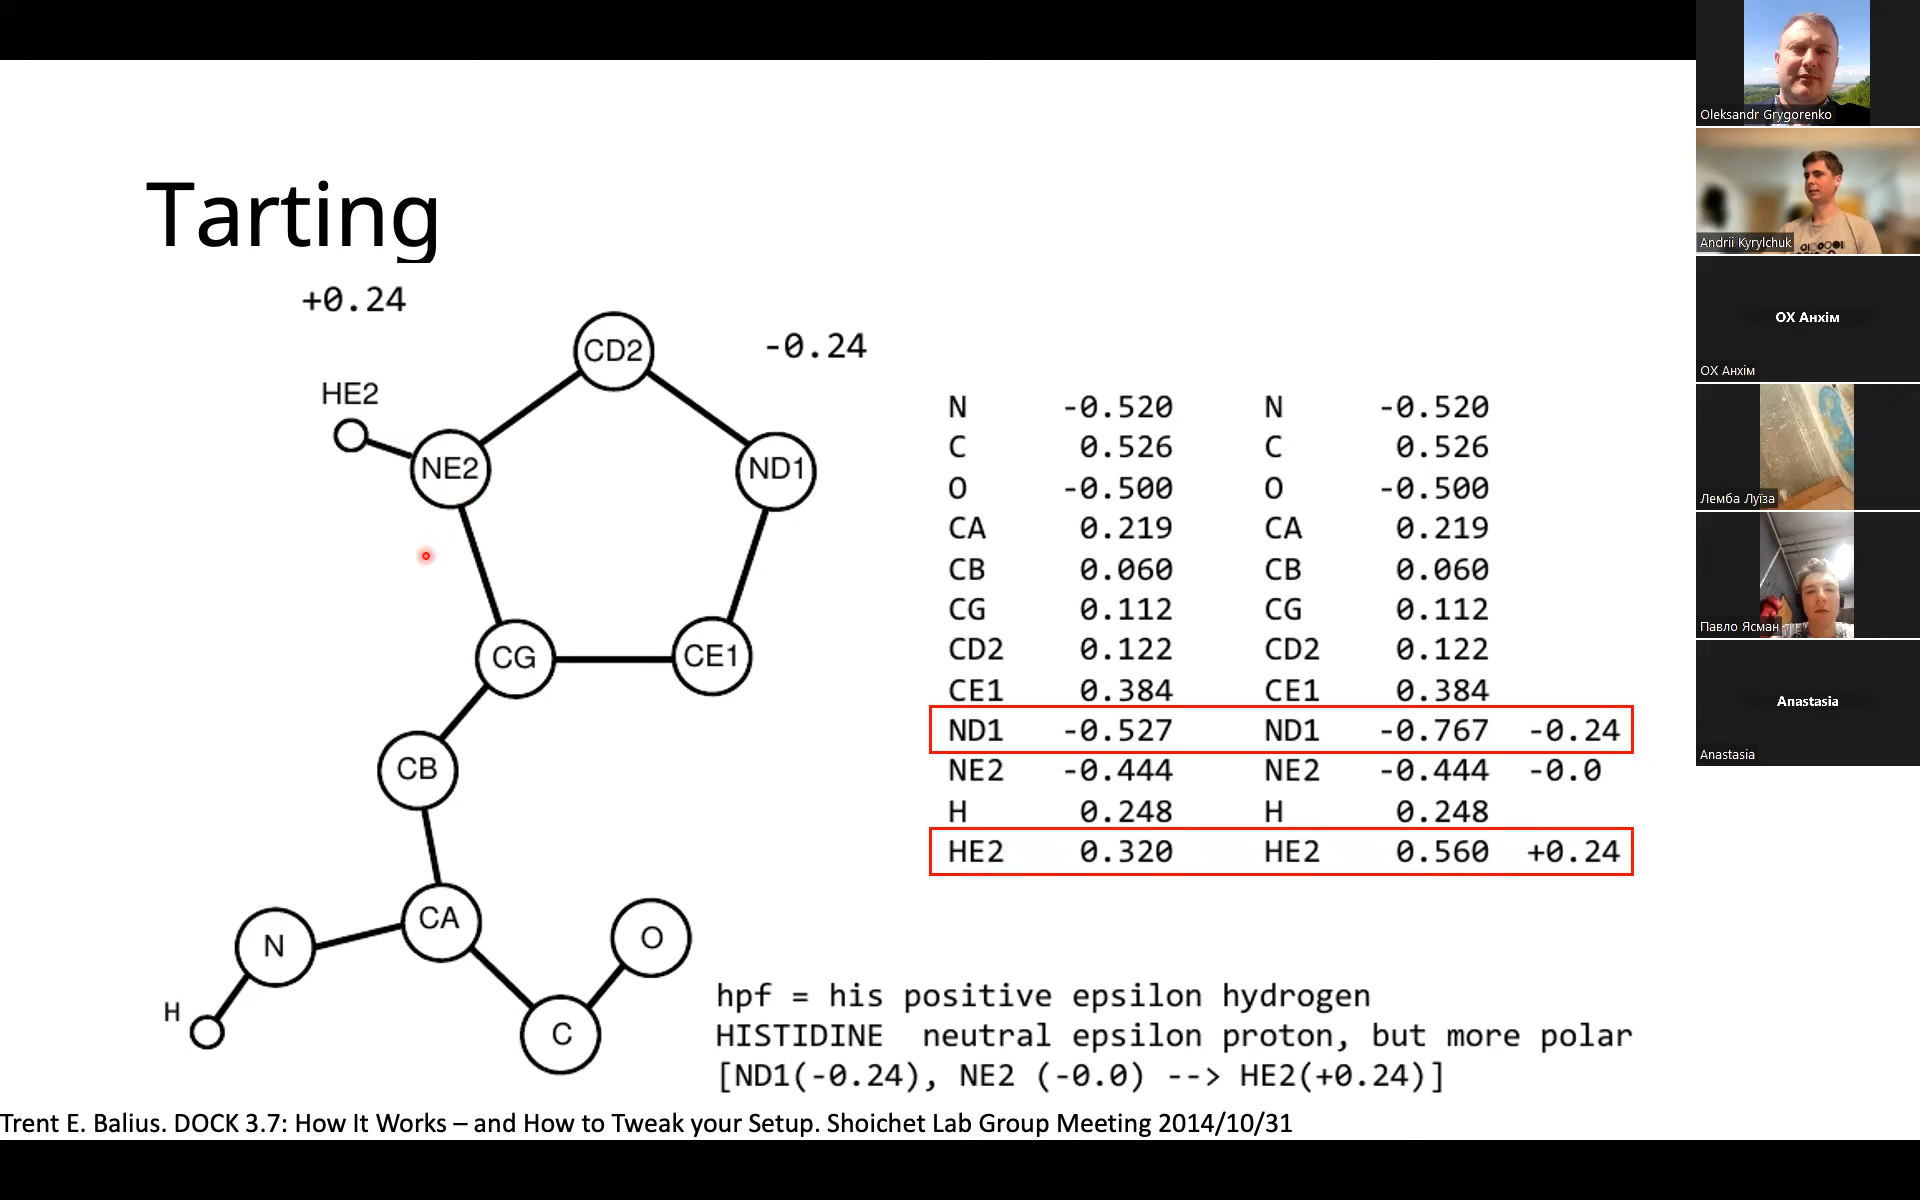 Tarting
+0.24
-0.24
CD2
HE2
NE2
ND1
CG
CE1
CB
CA
N
O
H
C
N -0.520 N -0.520
C 0.526 C 0.526
O -0.500 O -0.500
CA 0.219 CA 0.219
CB 0.060 CB 0.060
CG 0.112 CG 0.112
CD2 0.122 CD2 0.122
CE1 0.384 CE1 0.384
ND1 -0.527 ND1 -0.767 -0.24
NE2 -0.444 NE2 -0.444 -0.0
H 0.248 H 0.248
HE2 0.320 HE2 0.560 +0.24
hpf = his positive epsilon hydrogen
HISTIDINE neutral epsilon proton, but more polar
[ND1(-0.24), NE2 (-0.0) --> HE2(+0.24)]
Trent E. Balius. DOCK 3.7: How It Works – and How to Tweak your Setup. Shoichet Lab Group Meeting 2014/10/31
Oleksandr Grygorenko
Andrii Kyrylchuk
ОХ Анхім
ОХ Анхім
Лемба Луїза
Павло Ясман
Anastasia
Anastasia